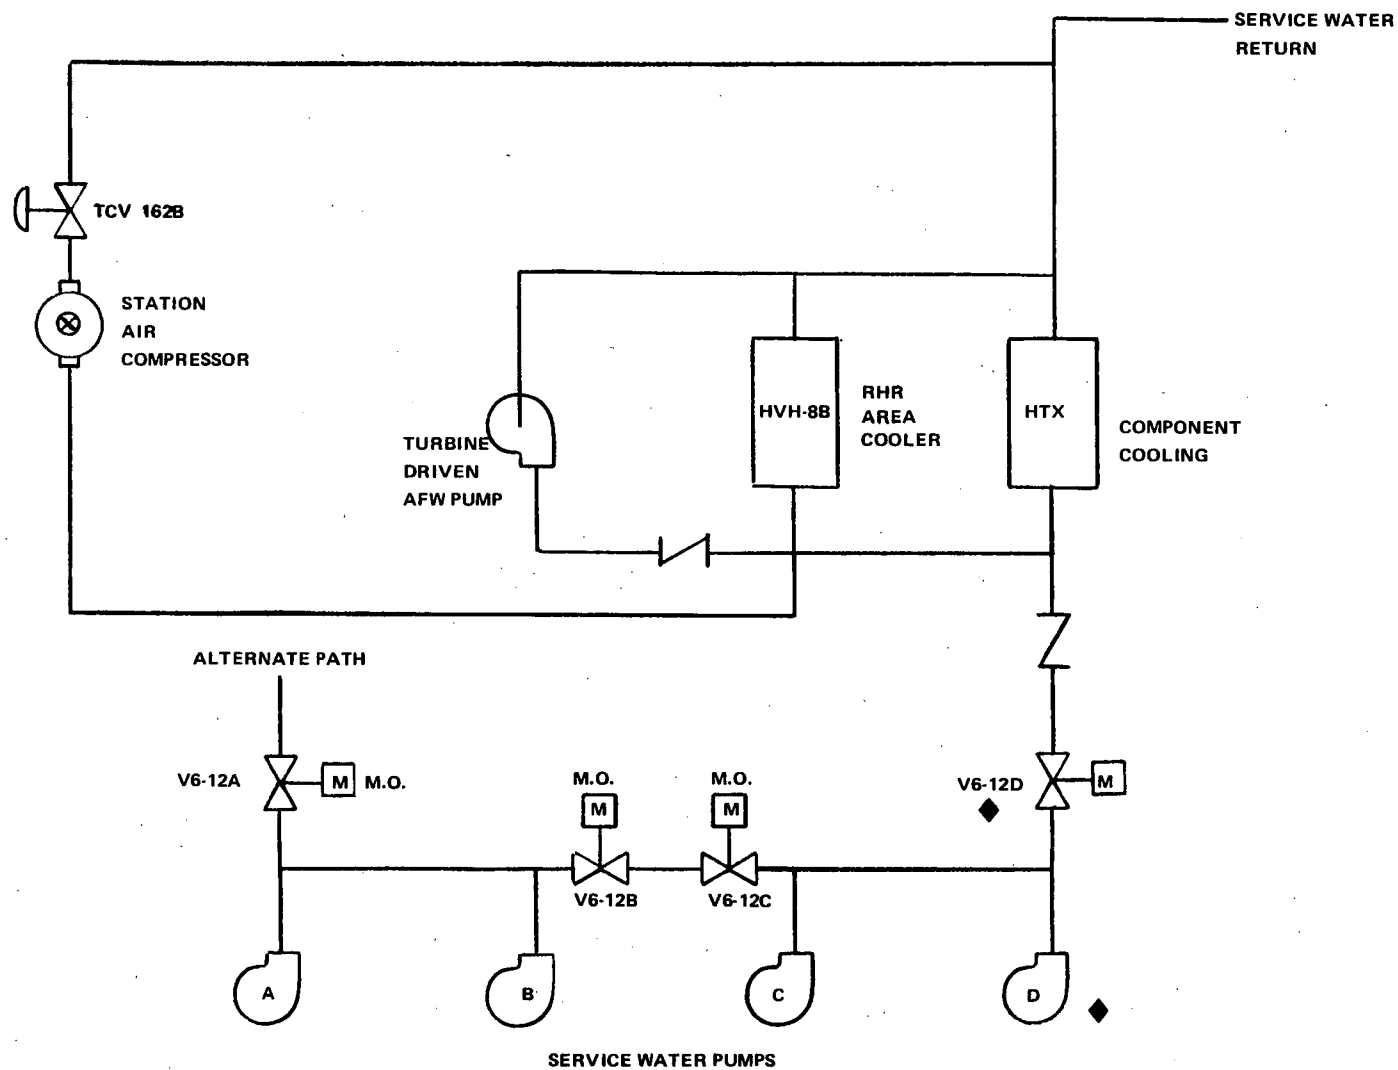 SERVICE WATER
RETURN
TCV 162B
STATION
AIR
COMPRESSOR
HVH-8B
RHR
AREA
COOLER
HTX
COMPONENT
COOLING
TURBINE
DRIVEN
AFW PUMP
ALTERNATE PATH
V6-12A
M
M.O.
M.O.
M
V6-12B
M.O.
M
V6-12C
V6-12D
M
A
B
C
D
SERVICE WATER PUMPS